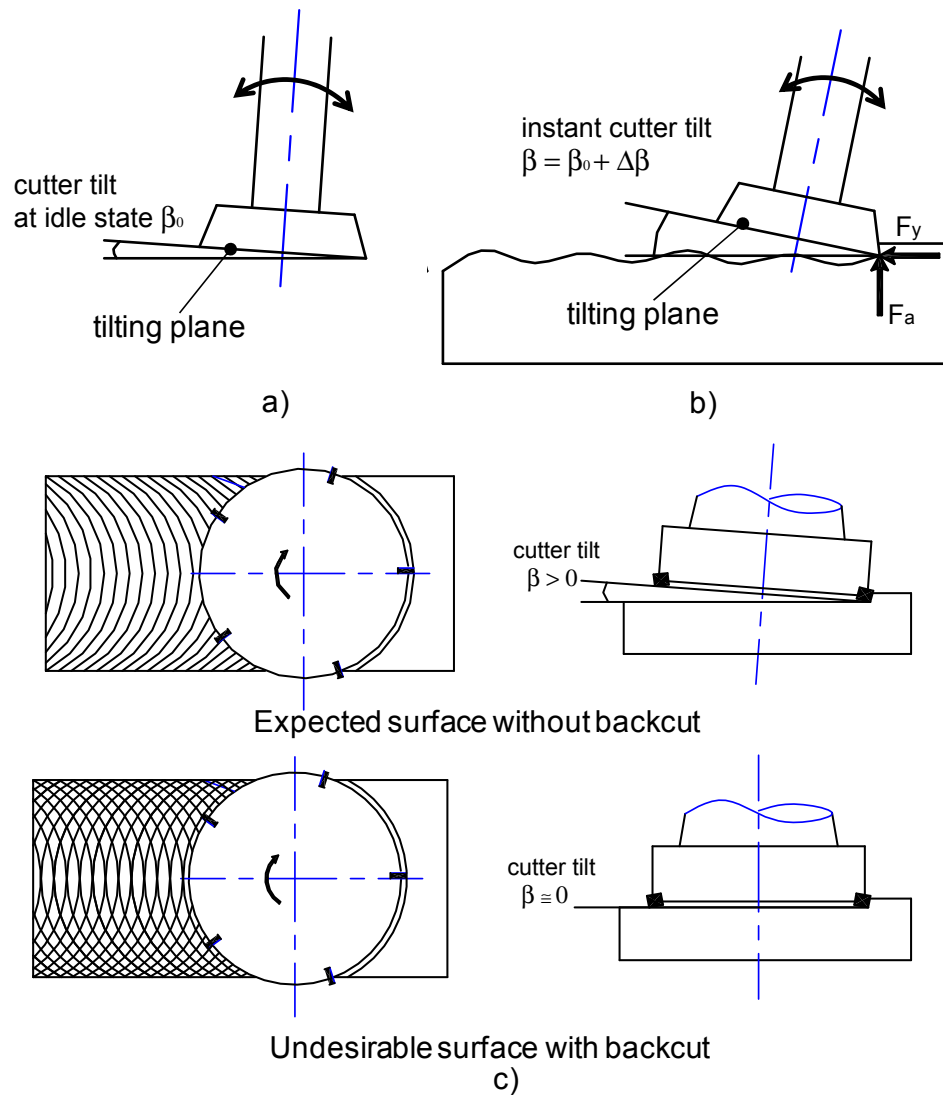 cutter tilt
at idle state β₀
tilting plane
a)
instant cutter tilt
β = β₀ + Δβ
Fy
Fa
tilting plane
b)
cutter tilt
β > 0
Expected surface without backcut
cutter tilt
β ≅ 0
Undesirable surface with backcut
c)